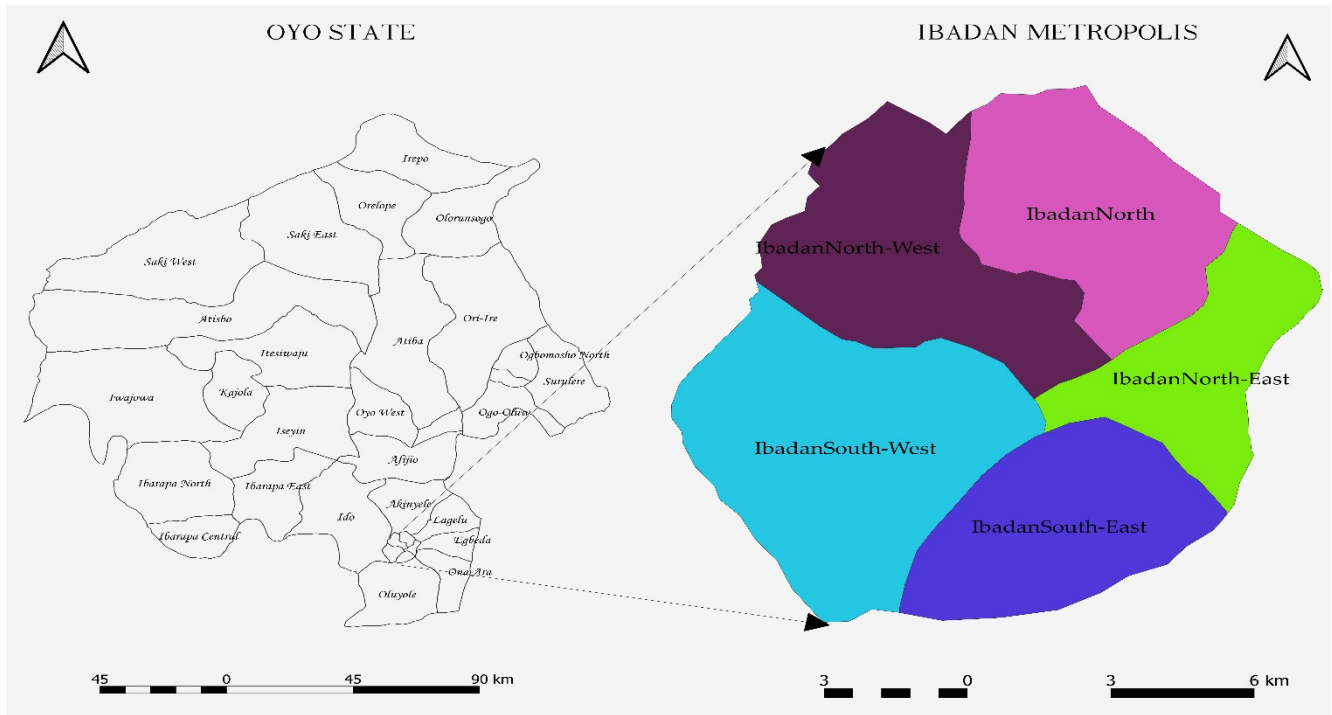 OYO STATE
IBADAN METROPOLIS
Irepo
Orelope
Olorunsogo
Saki East
Saki West
Atisho
Ori-Ire
Atiba
Itesiwaju
Ogbomosho North
Surulere
Kajola
Iwajowa
Oyo West
Ogo-Oluw
Iseyin
Afijio
Ibarapa North
Ibarapa East
Akinyele
Ido
Lagelu
Ibarapa Central
Egbeda
Ona Ara
Oluyole
IbadanNorth
IbadanNorth-West
IbadanNorth-East
IbadanSouth-West
IbadanSouth-East
45 0 45 90 km
3 0 3 6 km